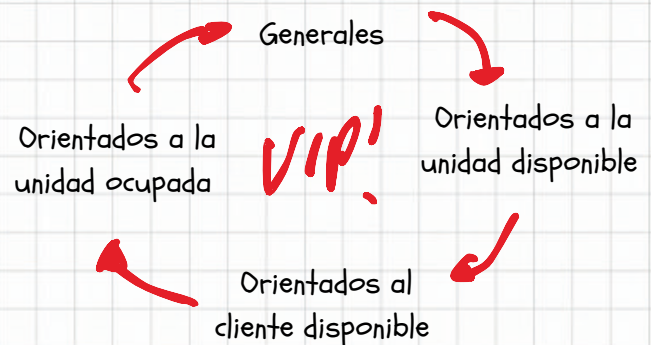 Generales
Orientados a la
unidad disponible
Orientados al
cliente disponible
Orientados a la
unidad ocupada
VIP!